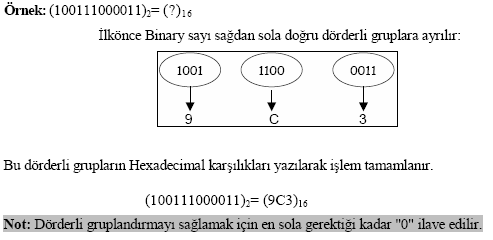 Örnek: (100111000011)₂= (?)₁₆
İlkönce Binary sayı sağdan sola doğru dörderli gruplara ayrılır:
1001 1100 0011
9 C 3
Bu dörderli grupların Hexadecimal karşılıkları yazılarak işlem tamamlanır.
(100111000011)₂= (9C3)₁₆
Not: Dörderli gruplandırmayı sağlamak için en sola gerektiği kadar "0" ilave edilir.